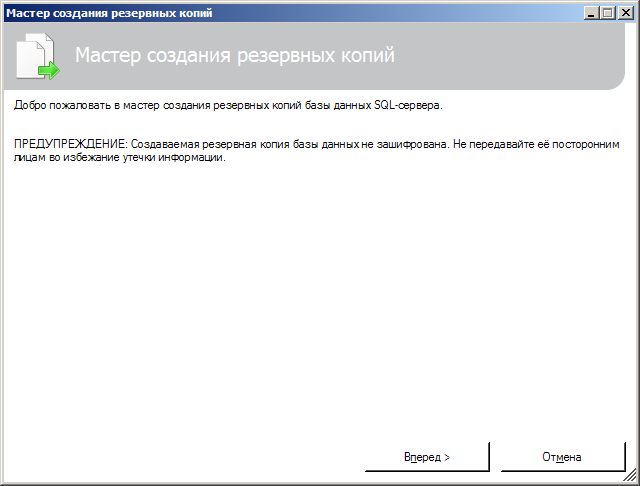 Мастер создания резервных копий
Мастер создания резервных копий
Добро пожаловать в мастер создания резервных копий базы данных SQL-сервера.
ПРЕДУПРЕЖДЕНИЕ: Создаваемая резервная копия базы данных не зашифрована. Не передавайте её посторонним
лицам во избежание утечки информации.
Вперед >
Отмена